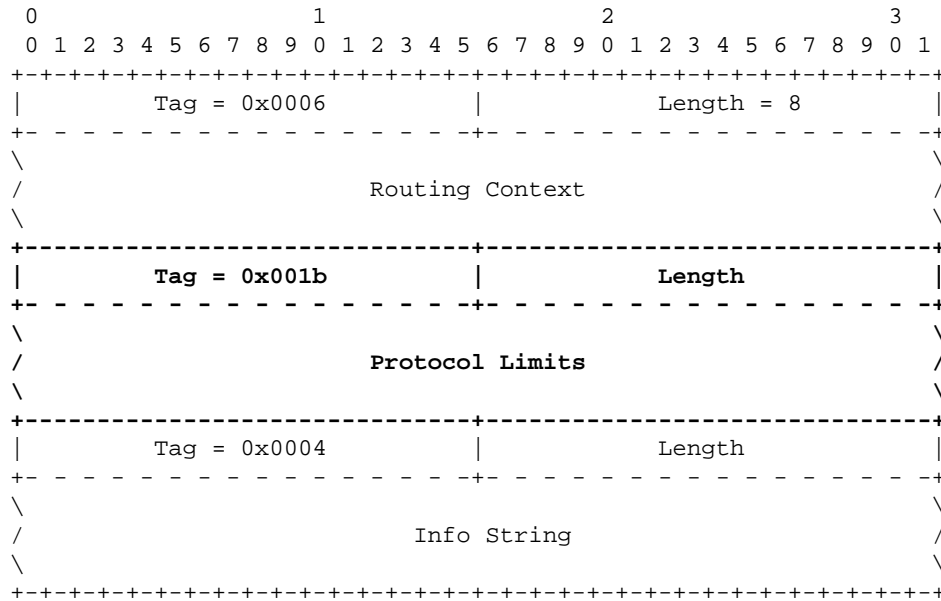 0                   1                   2                   3
0 1 2 3 4 5 6 7 8 9 0 1 2 3 4 5 6 7 8 9 0 1 2 3 4 5 6 7 8 9 0 1
+-+-+-+-+-+-+-+-+-+-+-+-+-+-+-+-+-+-+-+-+-+-+-+-+-+-+-+-+-+-+-+-+
|         Tag = 0x0006          |            Length = 8         |
+- - - - - - - - - - - - - - - -+- - - - - - - - - - - - - - - -+
\                                                               \
/                        Routing Context                        /
\                                                               \
+-------------------------------+-------------------------------+
|         Tag = 0x001b          |            Length             |
+- - - - - - - - - - - - - - - -+- - - - - - - - - - - - - - - -+
\                                                               \
/                        Protocol Limits                        /
\                                                               \
+-------------------------------+-------------------------------+
|         Tag = 0x0004          |            Length             |
+- - - - - - - - - - - - - - - -+- - - - - - - - - - - - - - - -+
\                                                               \
/                           Info String                         /
\                                                               \
+-+-+-+-+-+-+-+-+-+-+-+-+-+-+-+-+-+-+-+-+-+-+-+-+-+-+-+-+-+-+-+-+